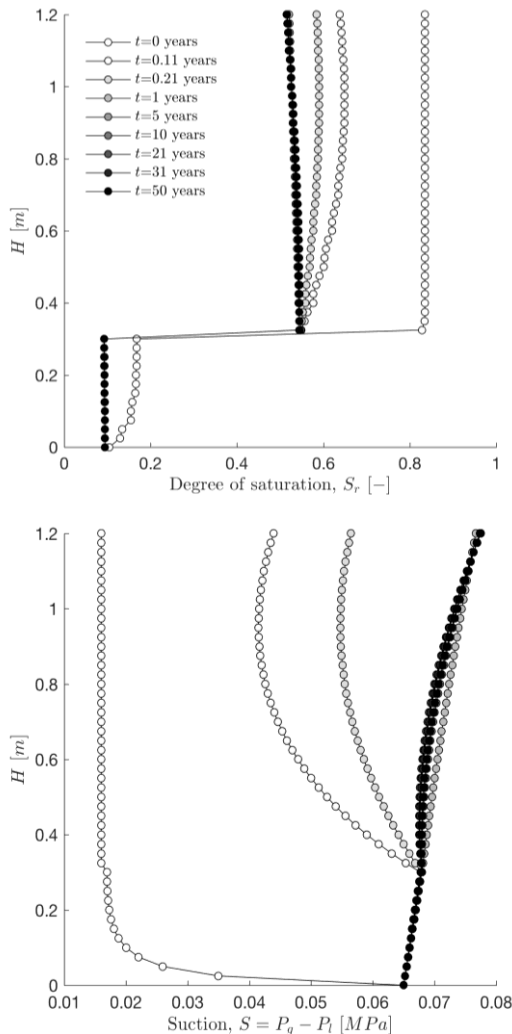 1.2
1
0.8
0.6
0.4
0.2
0
H [m]
t=0 years
t=0.11 years
t=0.21 years
t=1 years
t=5 years
t=10 years
t=21 years
t=31 years
t=50 years
0 0.2 0.4 0.6 0.8 1
Degree of saturation, S_r [−]
1.2
1
0.8
0.6
0.4
0.2
0
H [m]
0.01 0.02 0.03 0.04 0.05 0.06 0.07 0.08
Suction, S = P_g − P_l [MPa]